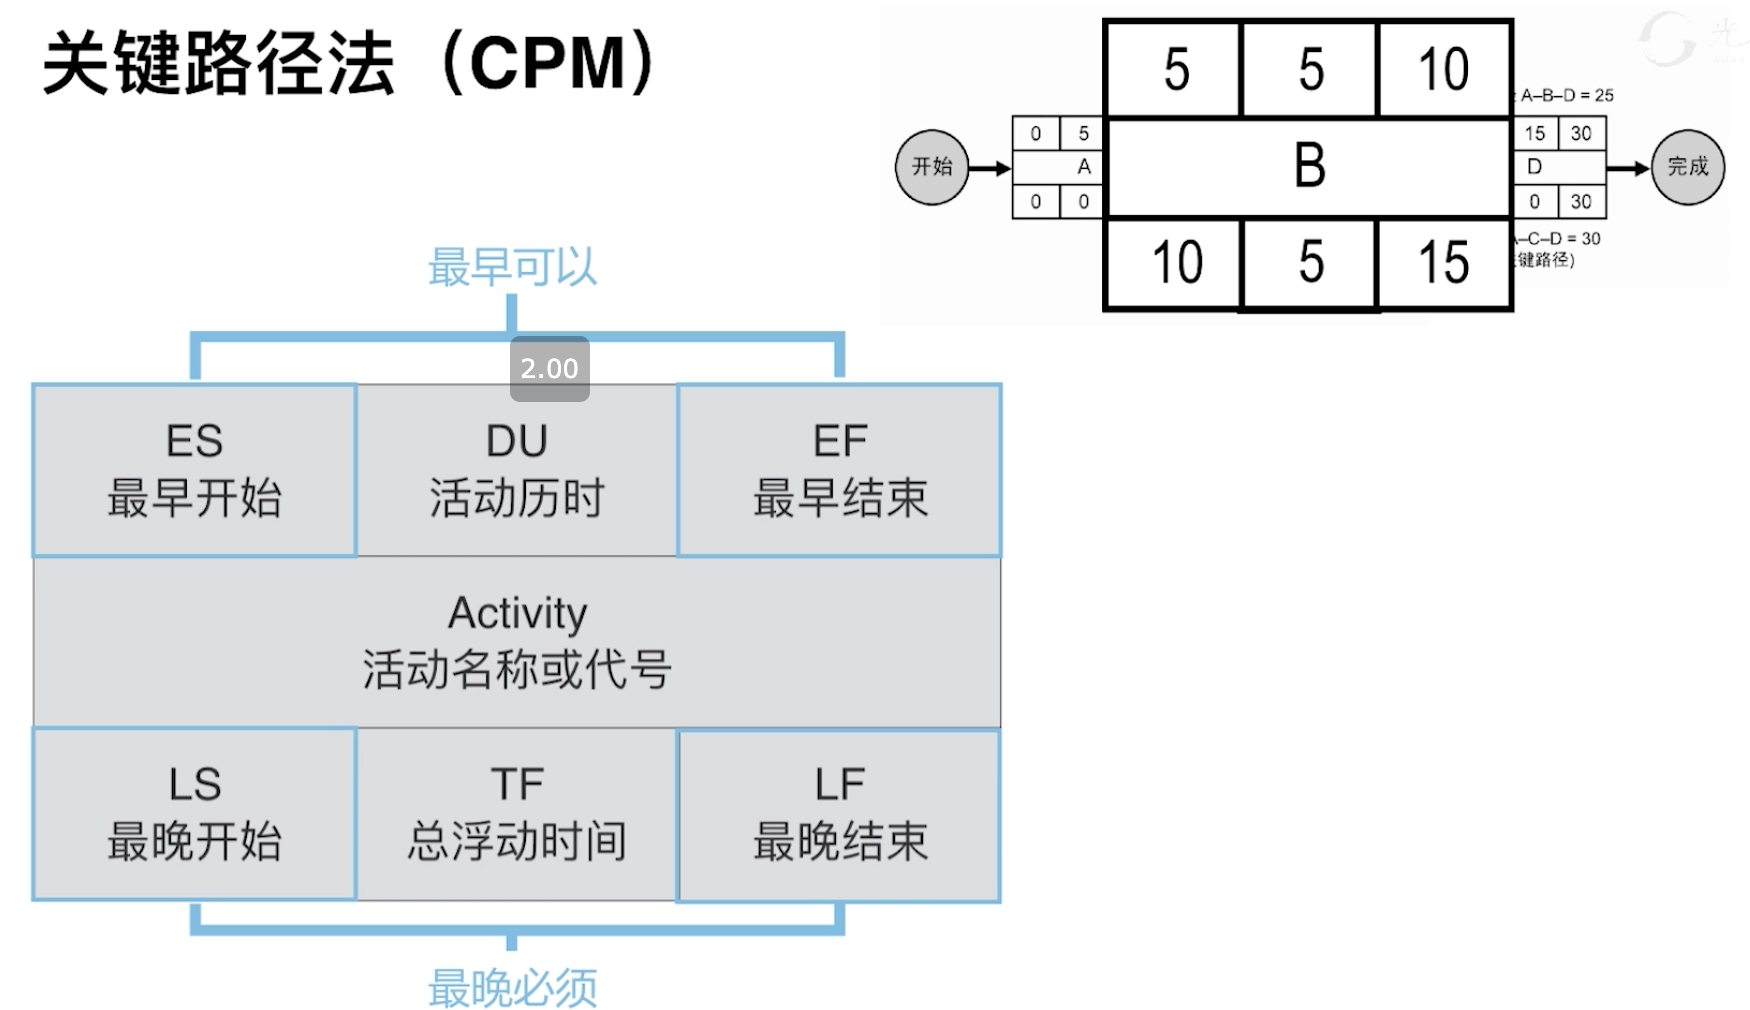 关键路径法（CPM）
5 5 10
B
10 5 15
A–B–D = 25
开始
0 5
A
0 0
15 30
D
0 30
完成
–C–D = 30
键路径)
最早可以
2.00
ES DU EF
最早开始 活动历时 最早结束
Activity
活动名称或代号
LS TF LF
最晚开始 总浮动时间 最晚结束
最晚必须
光